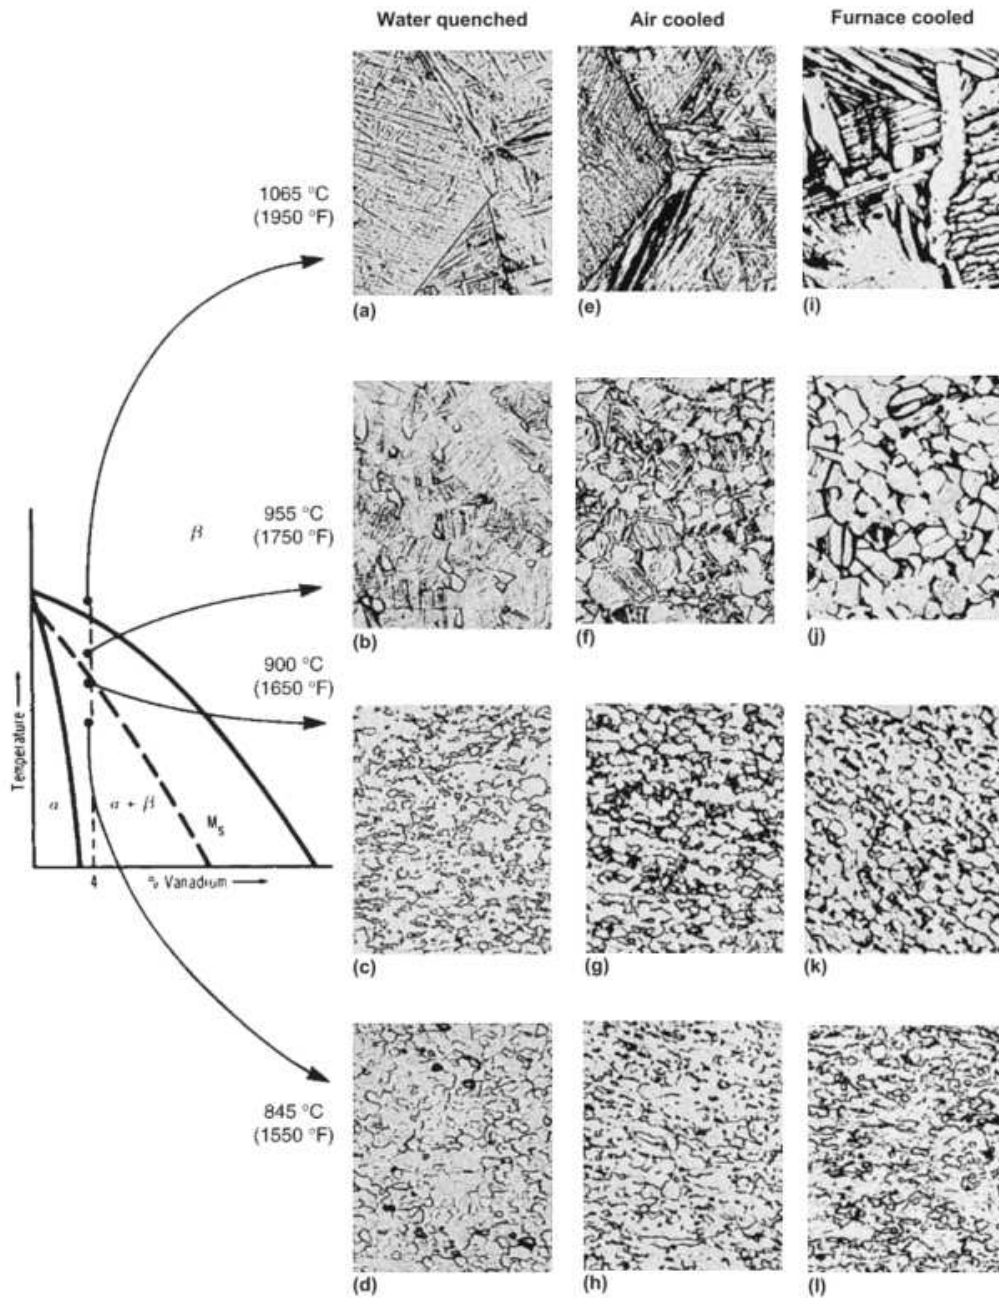 Water quenched
Air cooled
Furnace cooled
1065 °C
(1950 °F)
(a)
(e)
(i)
955 °C
(1750 °F)
β
(b)
(f)
(j)
900 °C
(1650 °F)
Temperature
α
α + β
Ms
4
% Vanadium
(c)
(g)
(k)
845 °C
(1550 °F)
(d)
(h)
(l)